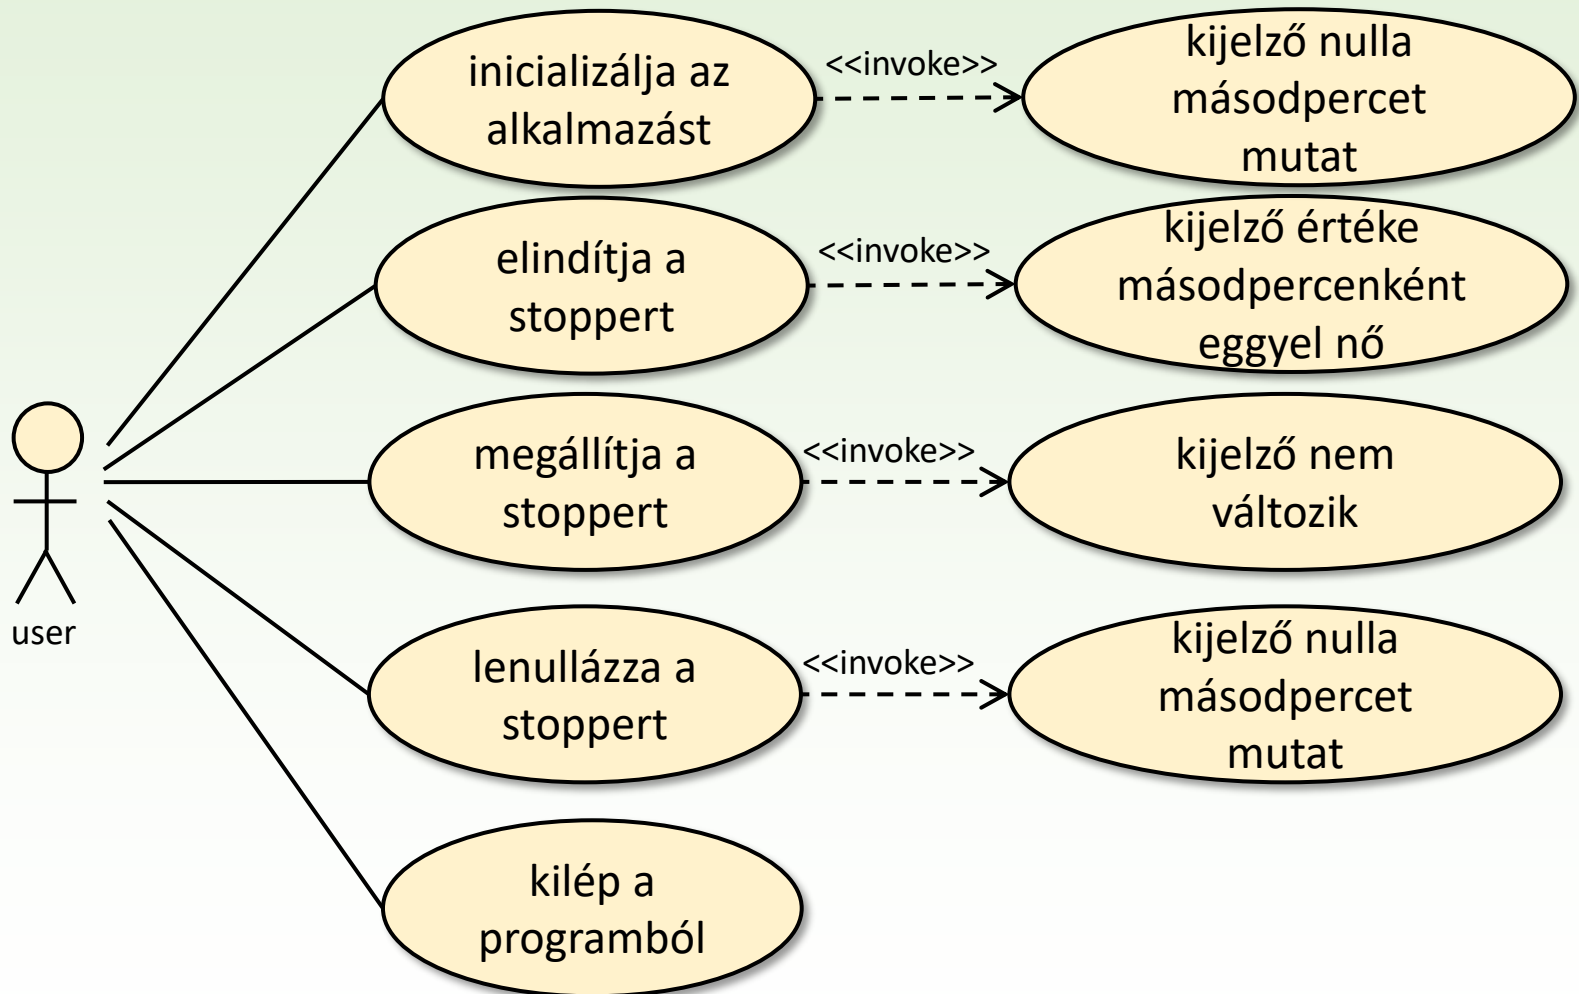 inicializálja az
alkalmazást
<<invoke>>
kijelző nulla
másodpercet
mutat
elindítja a
stoppert
<<invoke>>
kijelző értéke
másodpercenként
eggyel nő
megállítja a
stoppert
<<invoke>>
kijelző nem
változik
user
lenullázza a
stoppert
<<invoke>>
kijelző nulla
másodpercet
mutat
kilép a
programból